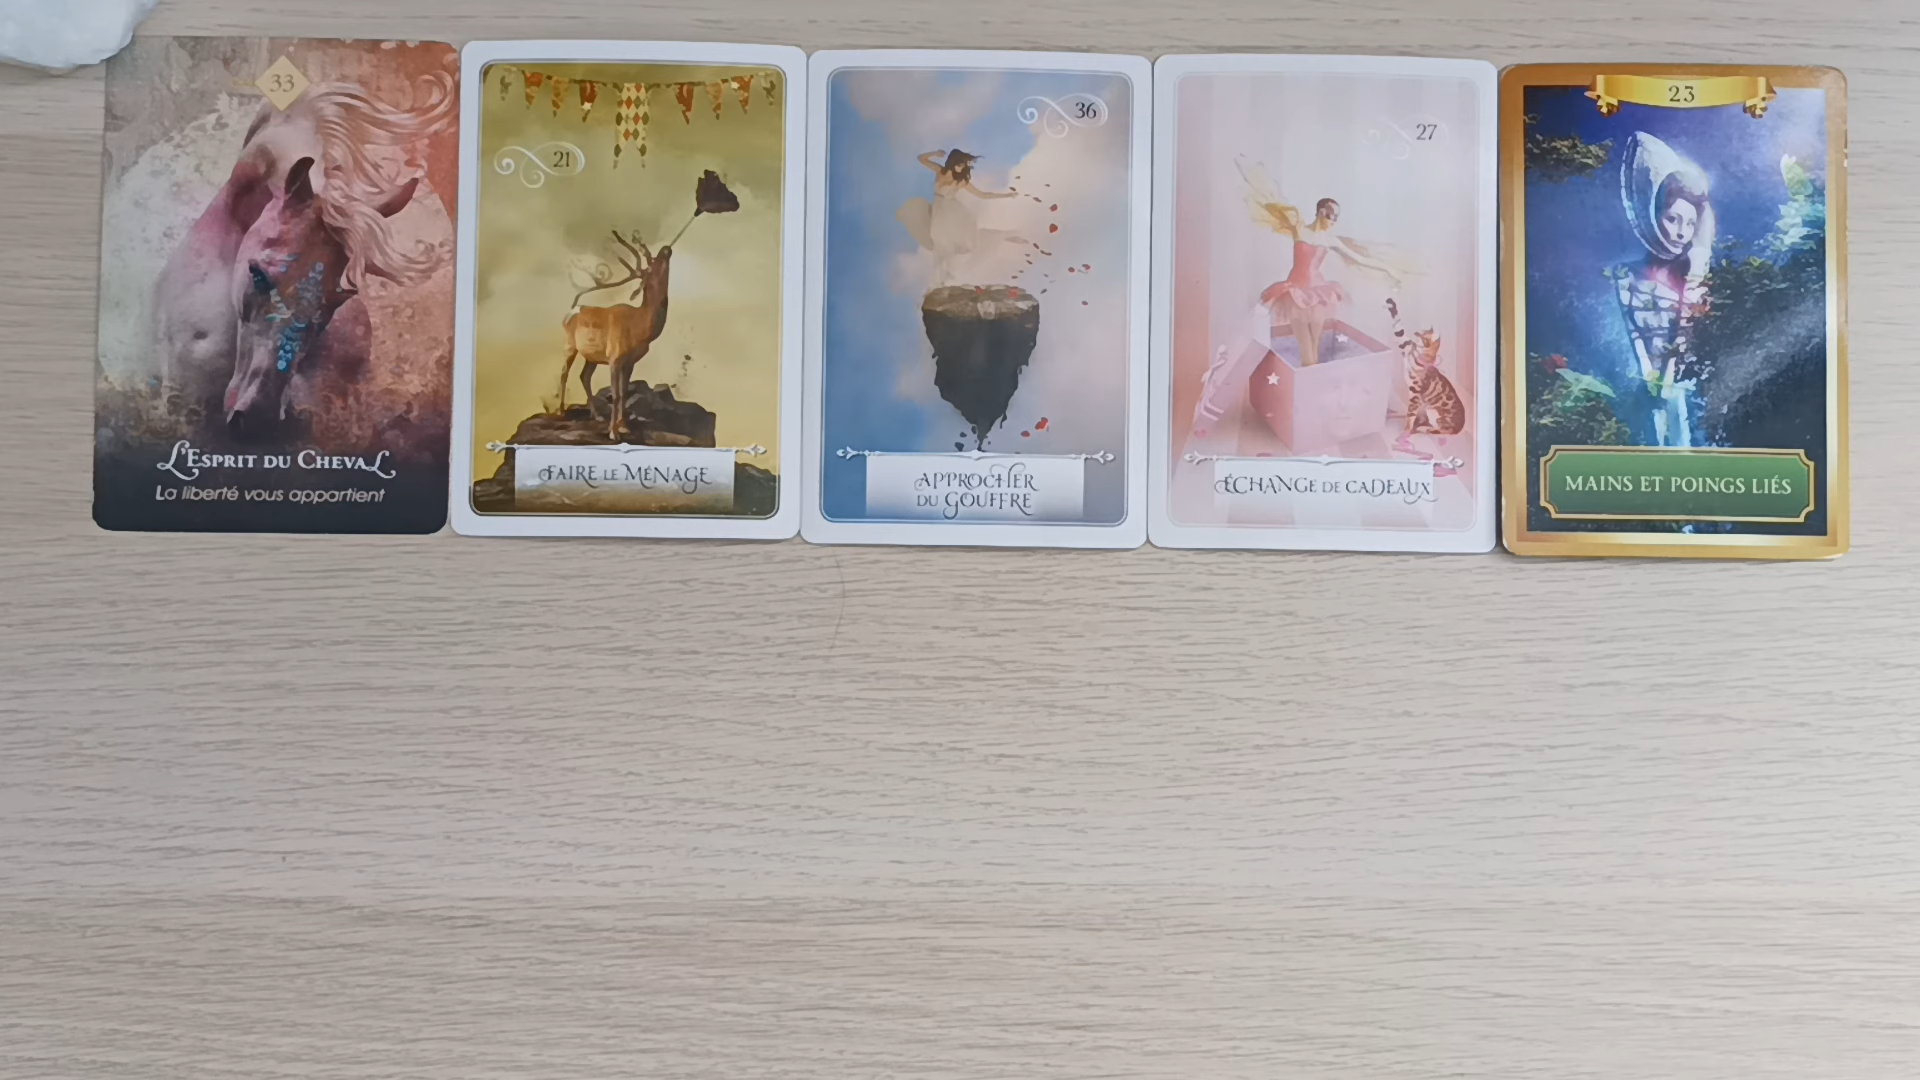 33
L'ESPRIT DU CHEVAL
La liberté vous appartient
21
FAIRE LE MÉNAGE
36
APPROCHER
DU GOUFFRE
27
ÉCHANGE DE CADEAUX
23
MAINS ET POINGS LIÉS